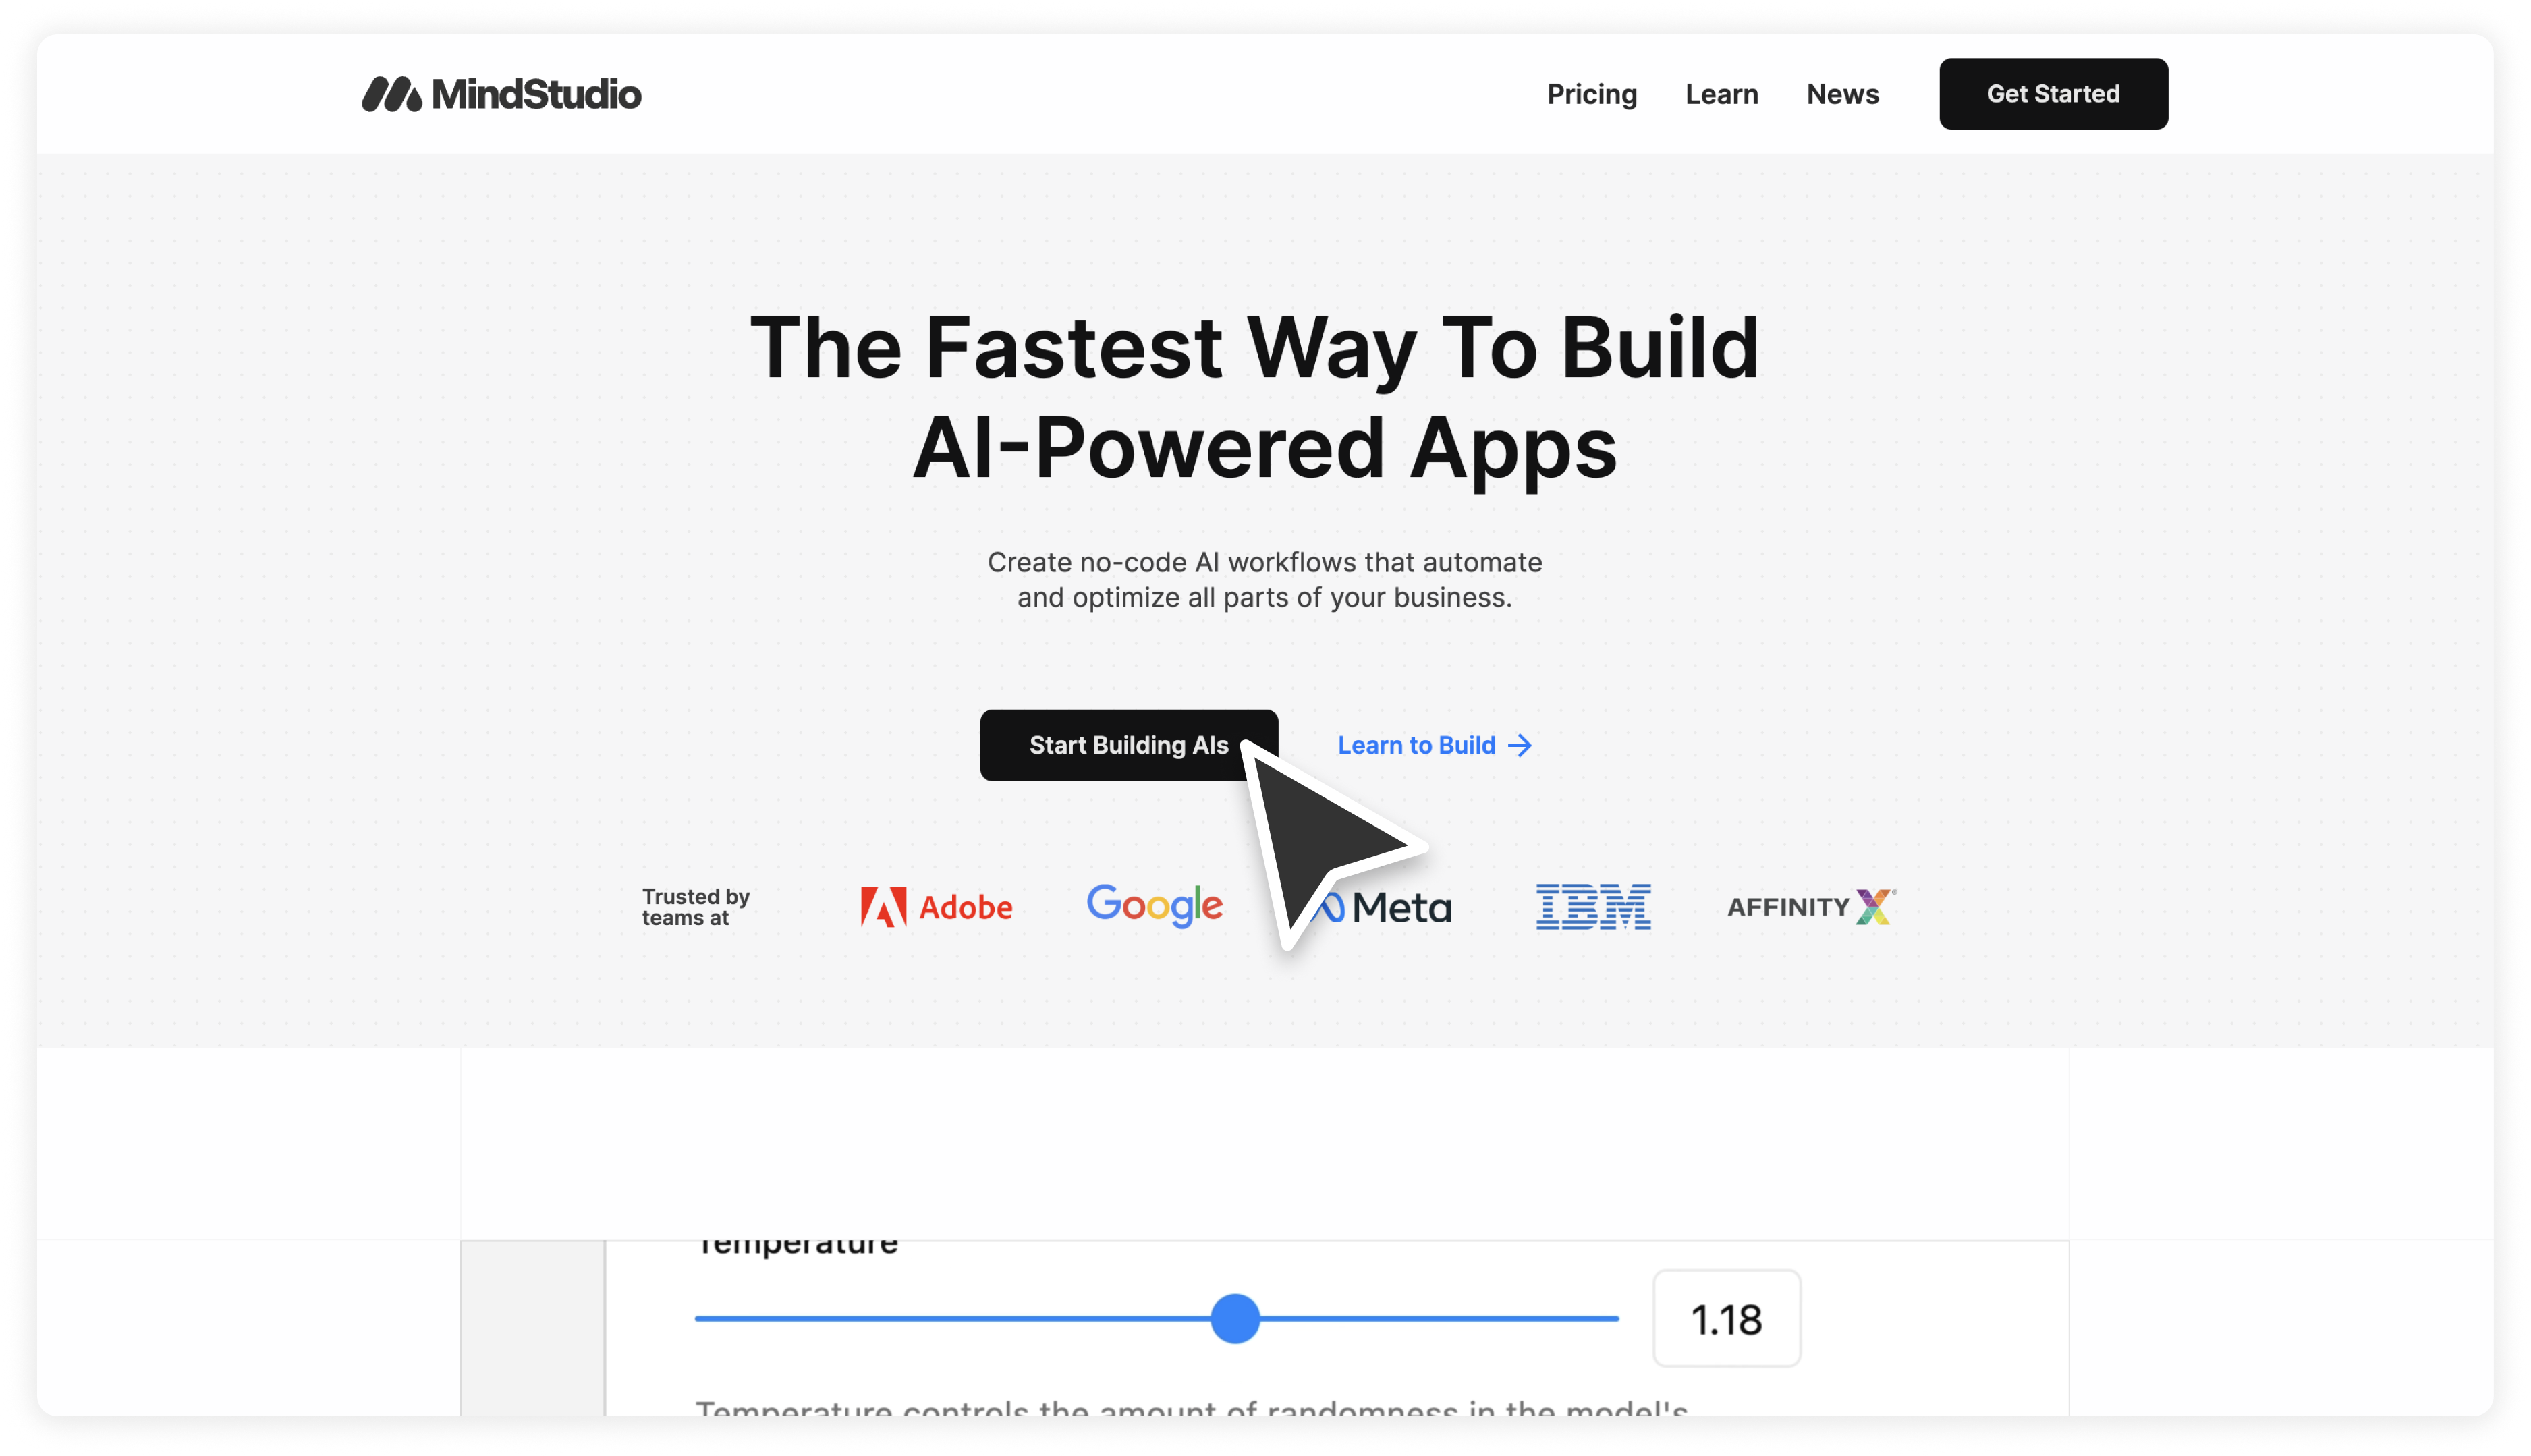 MindStudio
Pricing
Learn
News
Get Started
The Fastest Way To Build
AI-Powered Apps
Create no-code AI workflows that automate
and optimize all parts of your business.
Start Building AIs
Learn to Build →
Trusted by
teams at
Adobe
Google
Meta
IBM
AFFINITY X®
Temperature
1.18
Temperature controls the amount of randomness in the model's